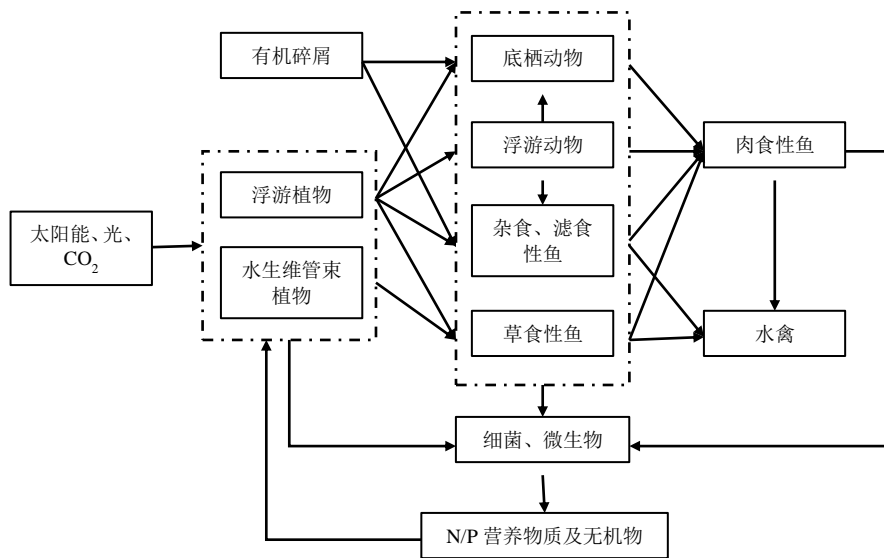 有机碎屑
底栖动物
浮游动物
肉食性鱼
浮游植物
太阳能、光、
CO₂
杂食、滤食
性鱼
水生维管束
植物
草食性鱼
水禽
细菌、微生物
N/P 营养物质及无机物